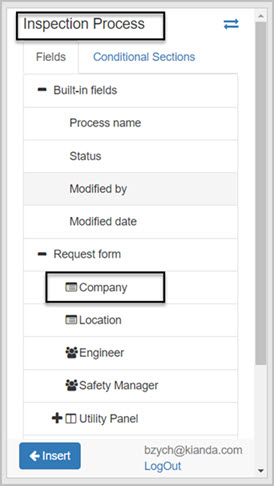 Inspection Process
Fields Conditional Sections
Built-in fields
Process name
Status
Modified by
Modified date
Request form
Company
Location
Engineer
Safety Manager
Utility Panel
Insert
bzych@kianda.com
LogOut